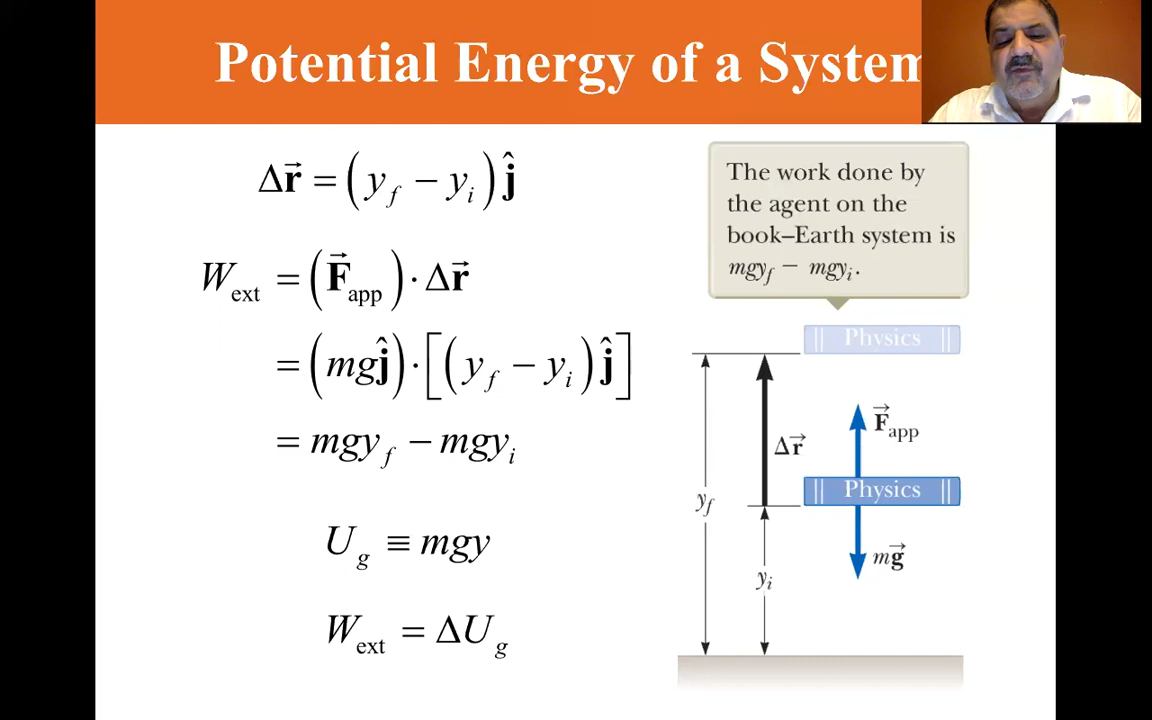 Potential Energy of a System
Δr⃗ = (y_f − y_i) ĵ
W_ext = (F⃗_app) · Δr⃗
= (mgĵ) · [(y_f − y_i) ĵ]
= mgy_f − mgy_i
U_g ≡ mgy
W_ext = ΔU_g
The work done by
the agent on the
book–Earth system is
mgy_f − mgy_i.
Physics
F⃗_app
Δr⃗
Physics
y_f
mg⃗
y_i